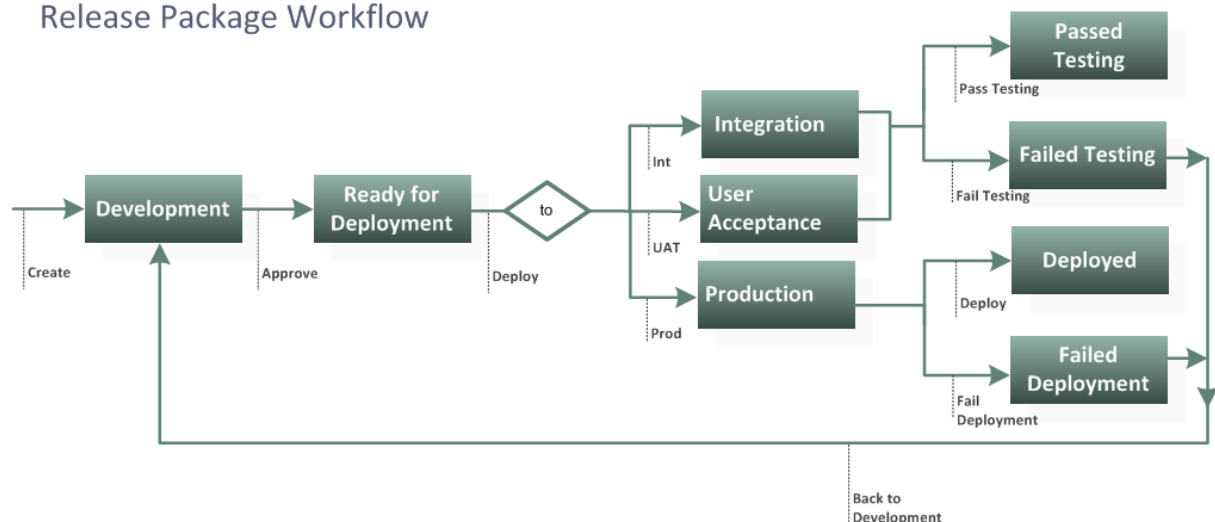 Release Package Workflow
Passed
Testing
Pass Testing
Integration
Int
Failed Testing
Fail Testing
Development
Ready for
Deployment
to
User
Acceptance
UAT
Create
Approve
Deploy
Production
Prod
Deployed
Deploy
Failed
Deployment
Fail
Deployment
Back to
Development